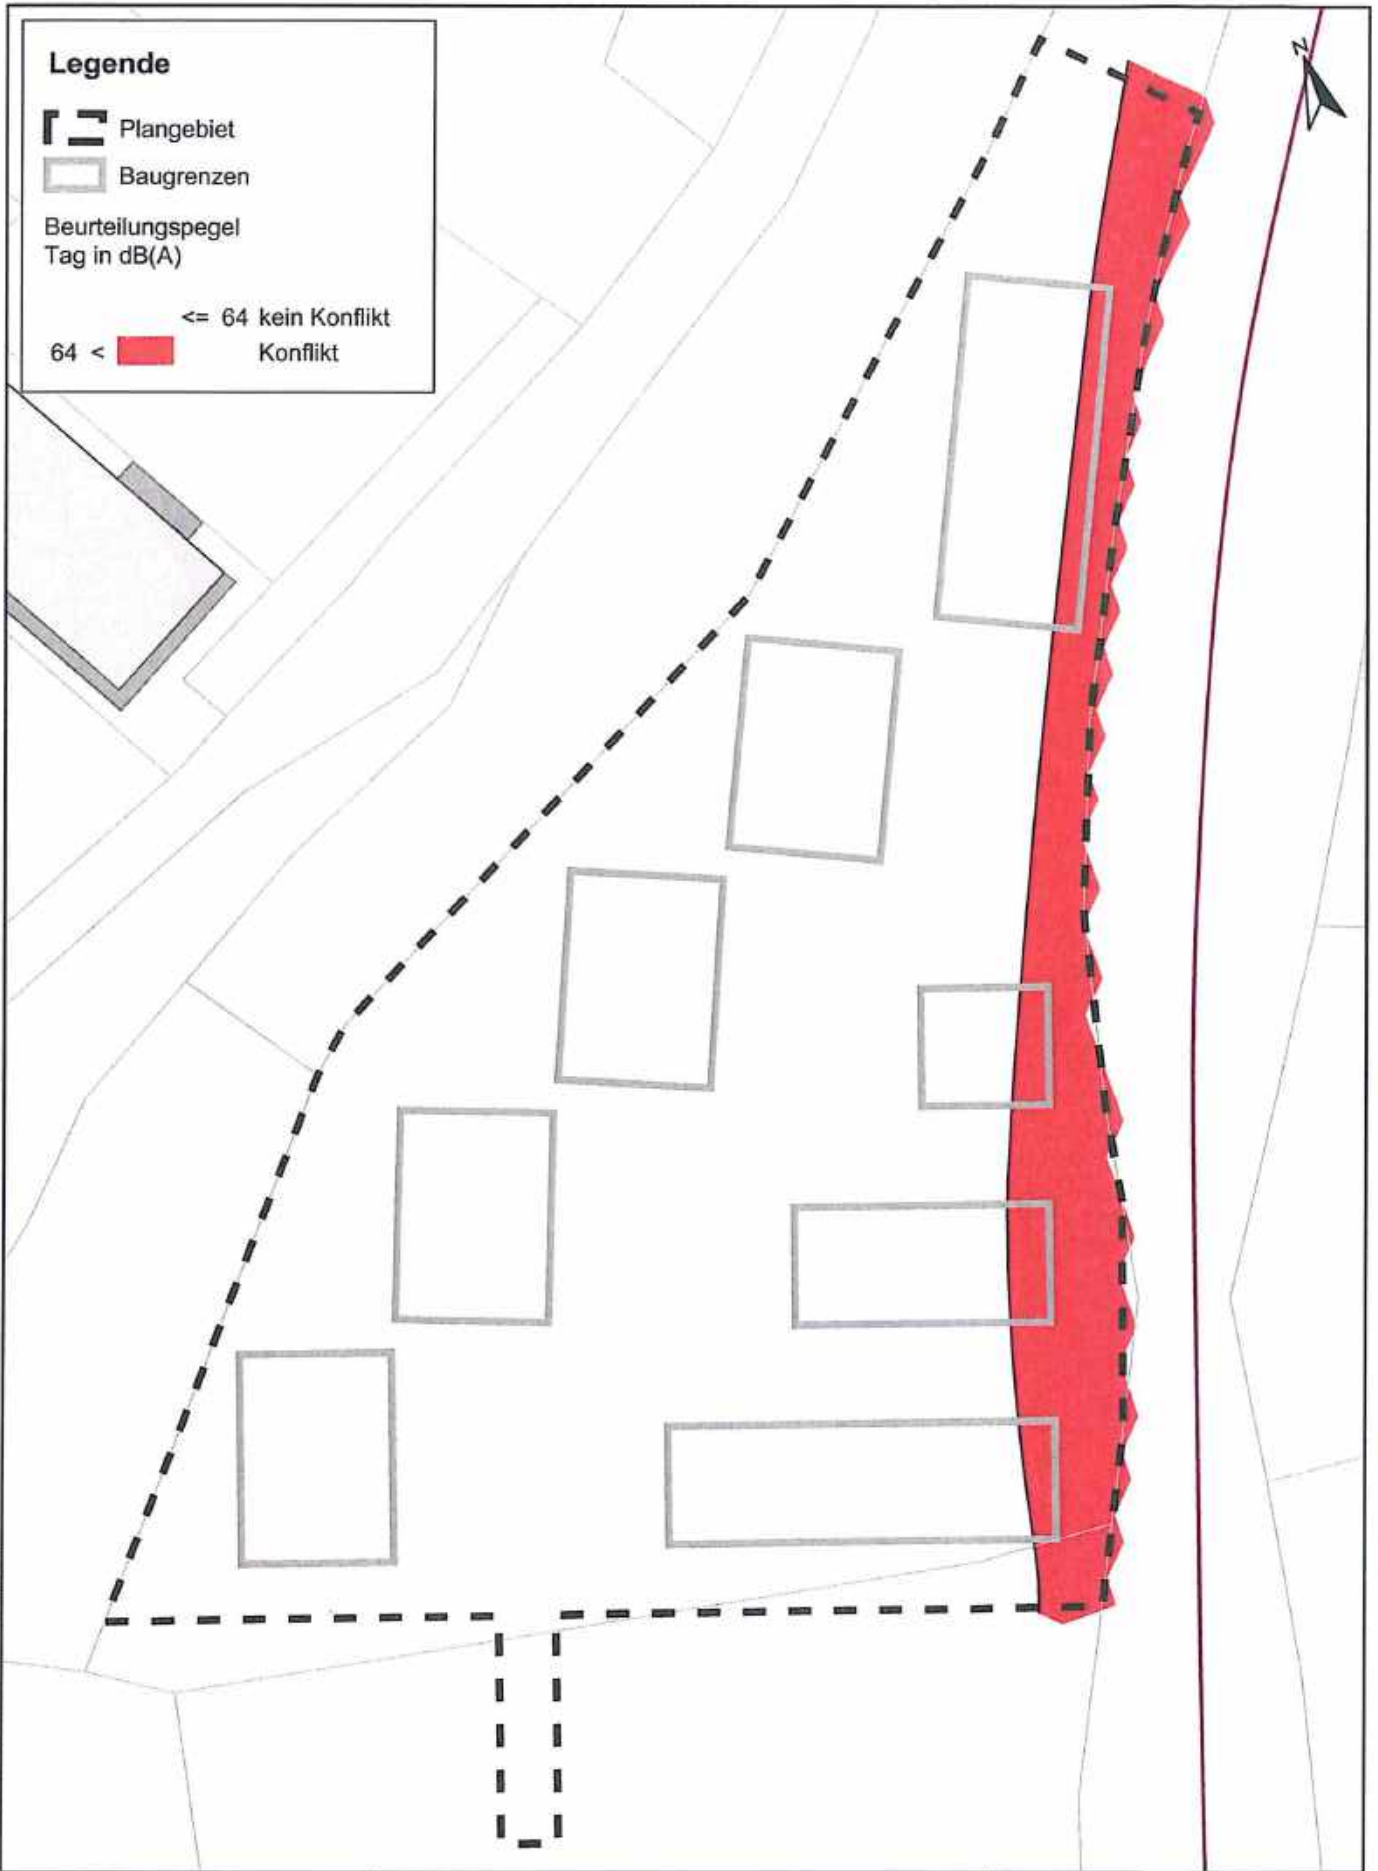 Legende
Plangebiet
Baugrenzen
Beurteilungspegel
Tag in dB(A)
<= 64 kein Konflikt
64 < Konflikt
N